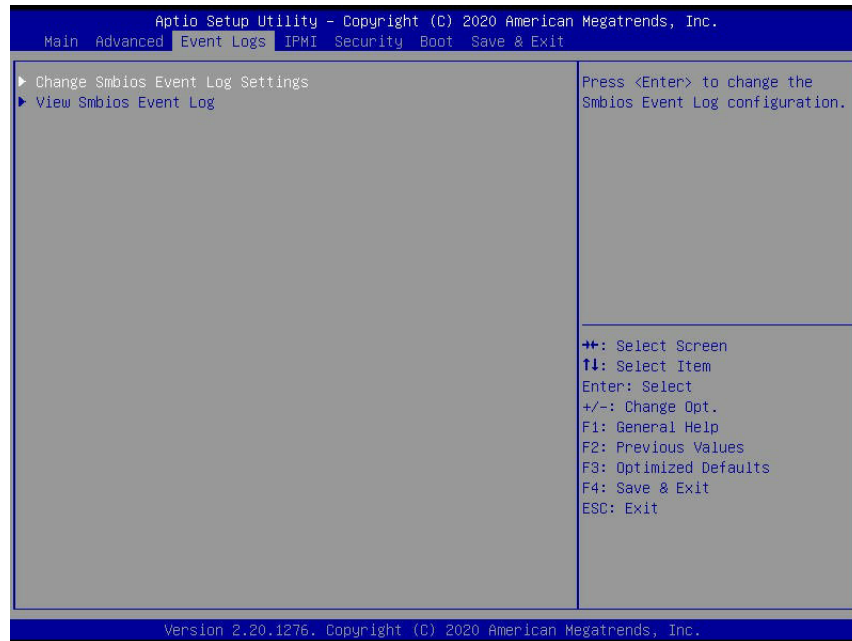 Aptio Setup Utility – Copyright (C) 2020 American Megatrends, Inc.
Main Advanced Event Logs IPMI Security Boot Save & Exit
▶ Change Smbios Event Log Settings
▶ View Smbios Event Log
Press <Enter> to change the
Smbios Event Log configuration.
→←: Select Screen
↑↓: Select Item
Enter: Select
+/-: Change Opt.
F1: General Help
F2: Previous Values
F3: Optimized Defaults
F4: Save & Exit
ESC: Exit
Version 2.20.1276. Copyright (C) 2020 American Megatrends, Inc.